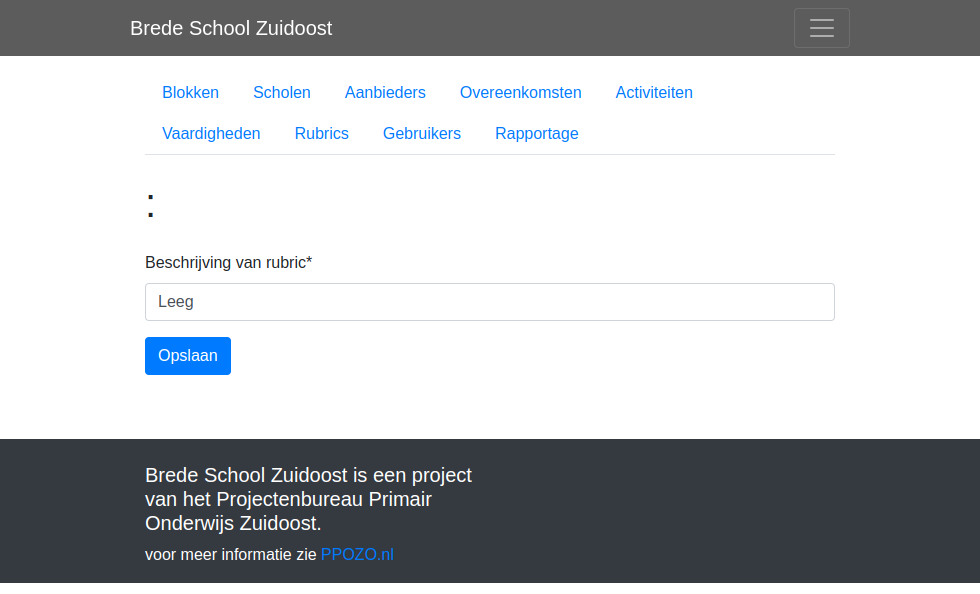 Brede School Zuidoost
Blokken Scholen Aanbieders Overeenkomsten Activiteiten
Vaardigheden Rubrics Gebruikers Rapportage
:
Beschrijving van rubric*
Leeg
Opslaan
Brede School Zuidoost is een project
van het Projectenbureau Primair
Onderwijs Zuidoost.
voor meer informatie zie PPOZO.nl